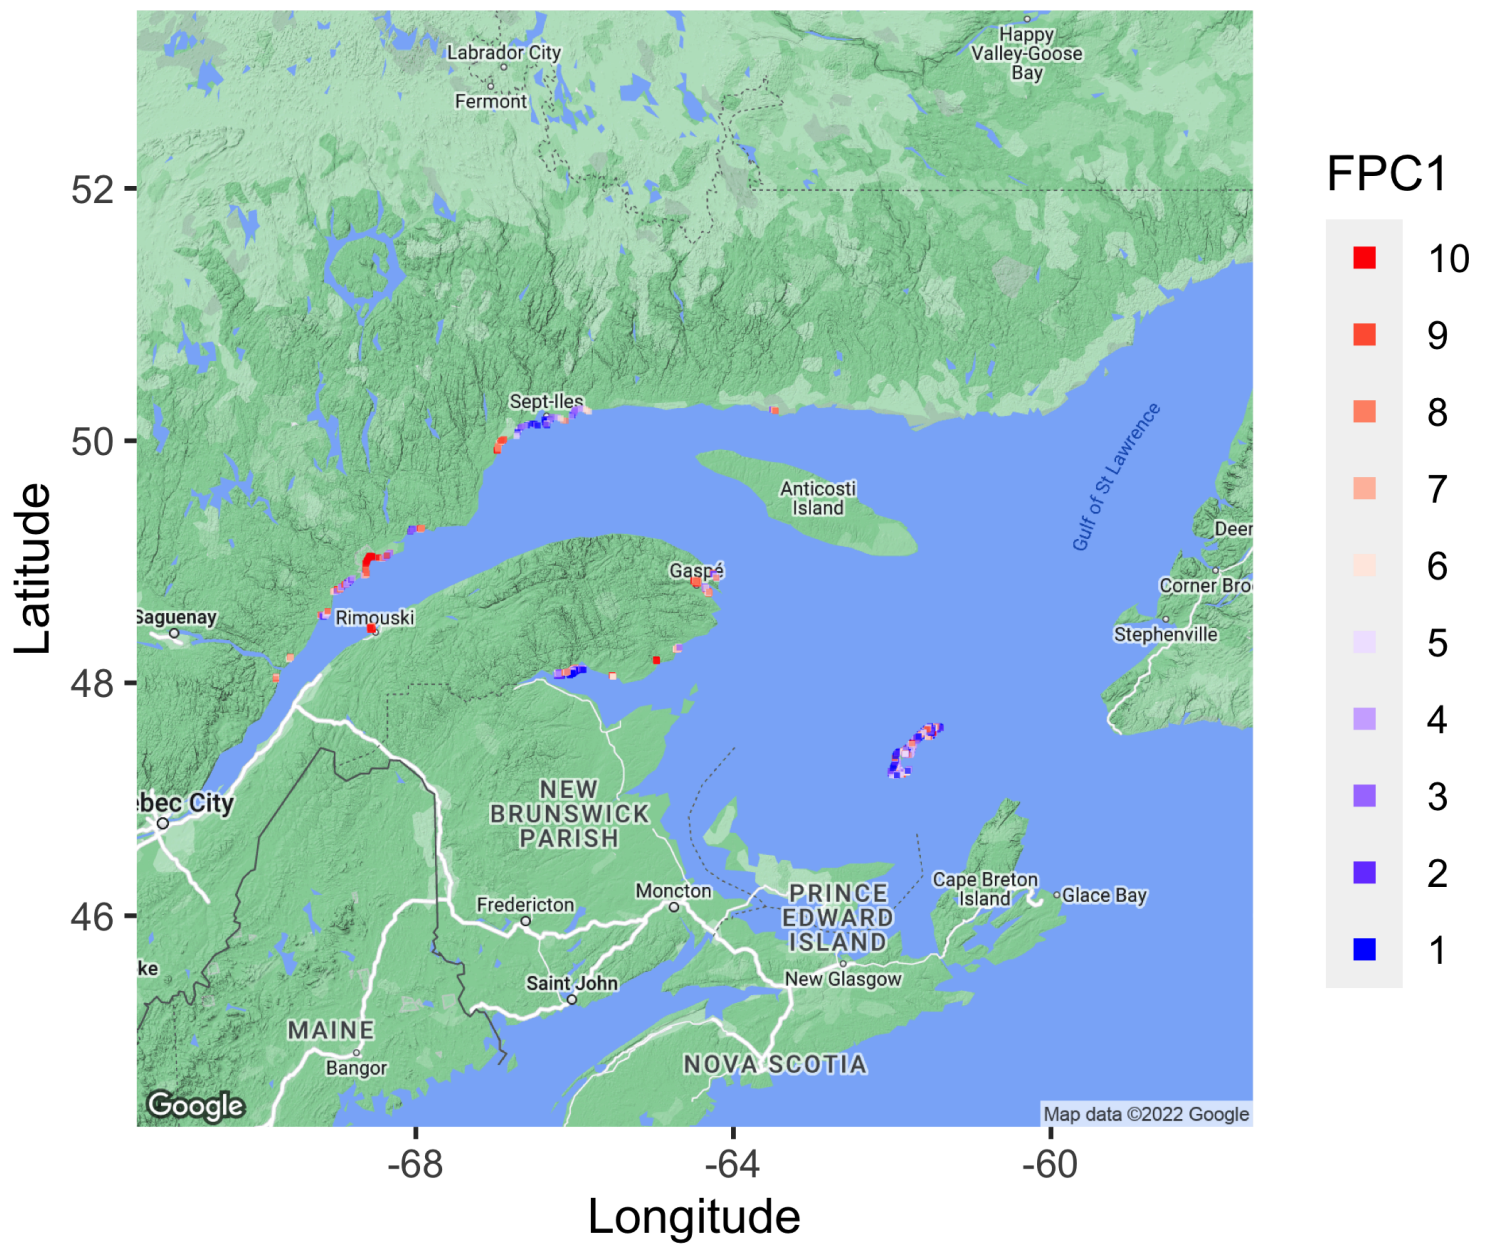 Labrador City
Fermont
Happy
Valley-Goose
Bay
FPC1
52
10
9
8
Sept-Iles
50
7
Gulf of St Lawrence
Anticosti
Island
Latitude
Deer
6
Gaspé
Corner Broo
Saguenay
Rimouski
5
Stephenville
48
4
ebec City
NEW
BRUNSWICK
PARISH
3
2
Moncton
PRINCE
EDWARD
ISLAND
Cape Breton
Island
Glace Bay
Fredericton
46
1
ke
Saint John
New Glasgow
MAINE
Bangor
NOVA SCOTIA
Google
Map data ©2022 Google
-68
-64
-60
Longitude